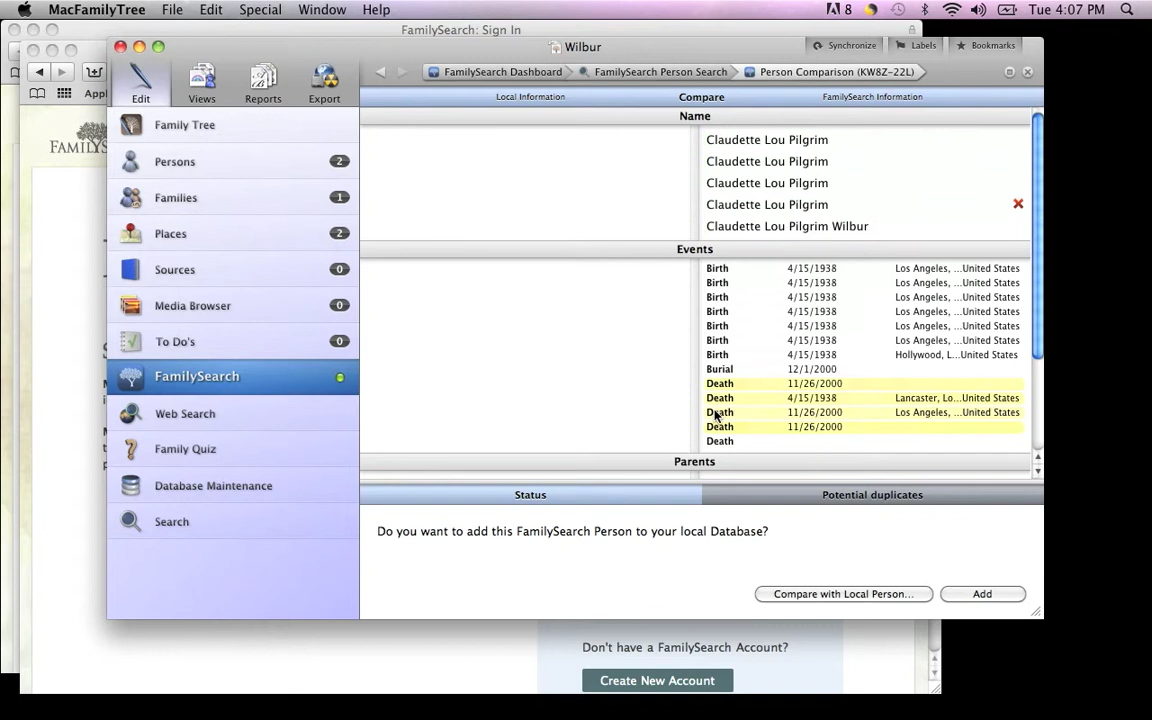 MacFamilyTree File Edit Special Window Help
8 Tue 4:07 PM
FamilySearch: Sign In
Wilbur
Synchronize Labels Bookmarks
Edit Views Reports Export
FamilySearch Dashboard FamilySearch Person Search Person Comparison (KW8Z-22L)
Appl
Local Information Compare FamilySearch Information
Name
Family Tree
Claudette Lou Pilgrim
Persons 2
Claudette Lou Pilgrim
Claudette Lou Pilgrim
Families 1
Claudette Lou Pilgrim
Claudette Lou Pilgrim Wilbur
Places 2
Events
Sources 0
Birth 4/15/1938 Los Angeles, ...United States
Birth 4/15/1938 Los Angeles, ...United States
Birth 4/15/1938 Los Angeles, ...United States
Media Browser 0
Birth 4/15/1938 Los Angeles, ...United States
Birth 4/15/1938 Los Angeles, ...United States
To Do's 0
Birth 4/15/1938 Los Angeles, ...United States
Birth 4/15/1938 Hollywood, L...United States
Burial 12/1/2000
FamilySearch
Death 11/26/2000
Death 4/15/1938 Lancaster, Lo...United States
Web Search
Death 11/26/2000 Los Angeles, ...United States
Death 11/26/2000
Death
Family Quiz
Parents
Database Maintenance
Status Potential duplicates
Search
Do you want to add this FamilySearch Person to your local Database?
Compare with Local Person... Add
Don't have a FamilySearch Account?
Create New Account